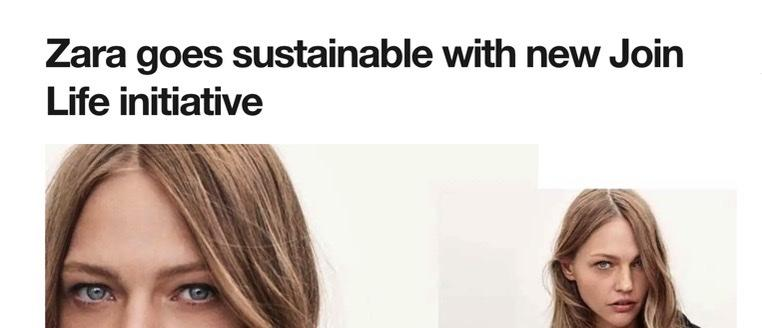 Zara goes sustainable with new Join
Life initiative